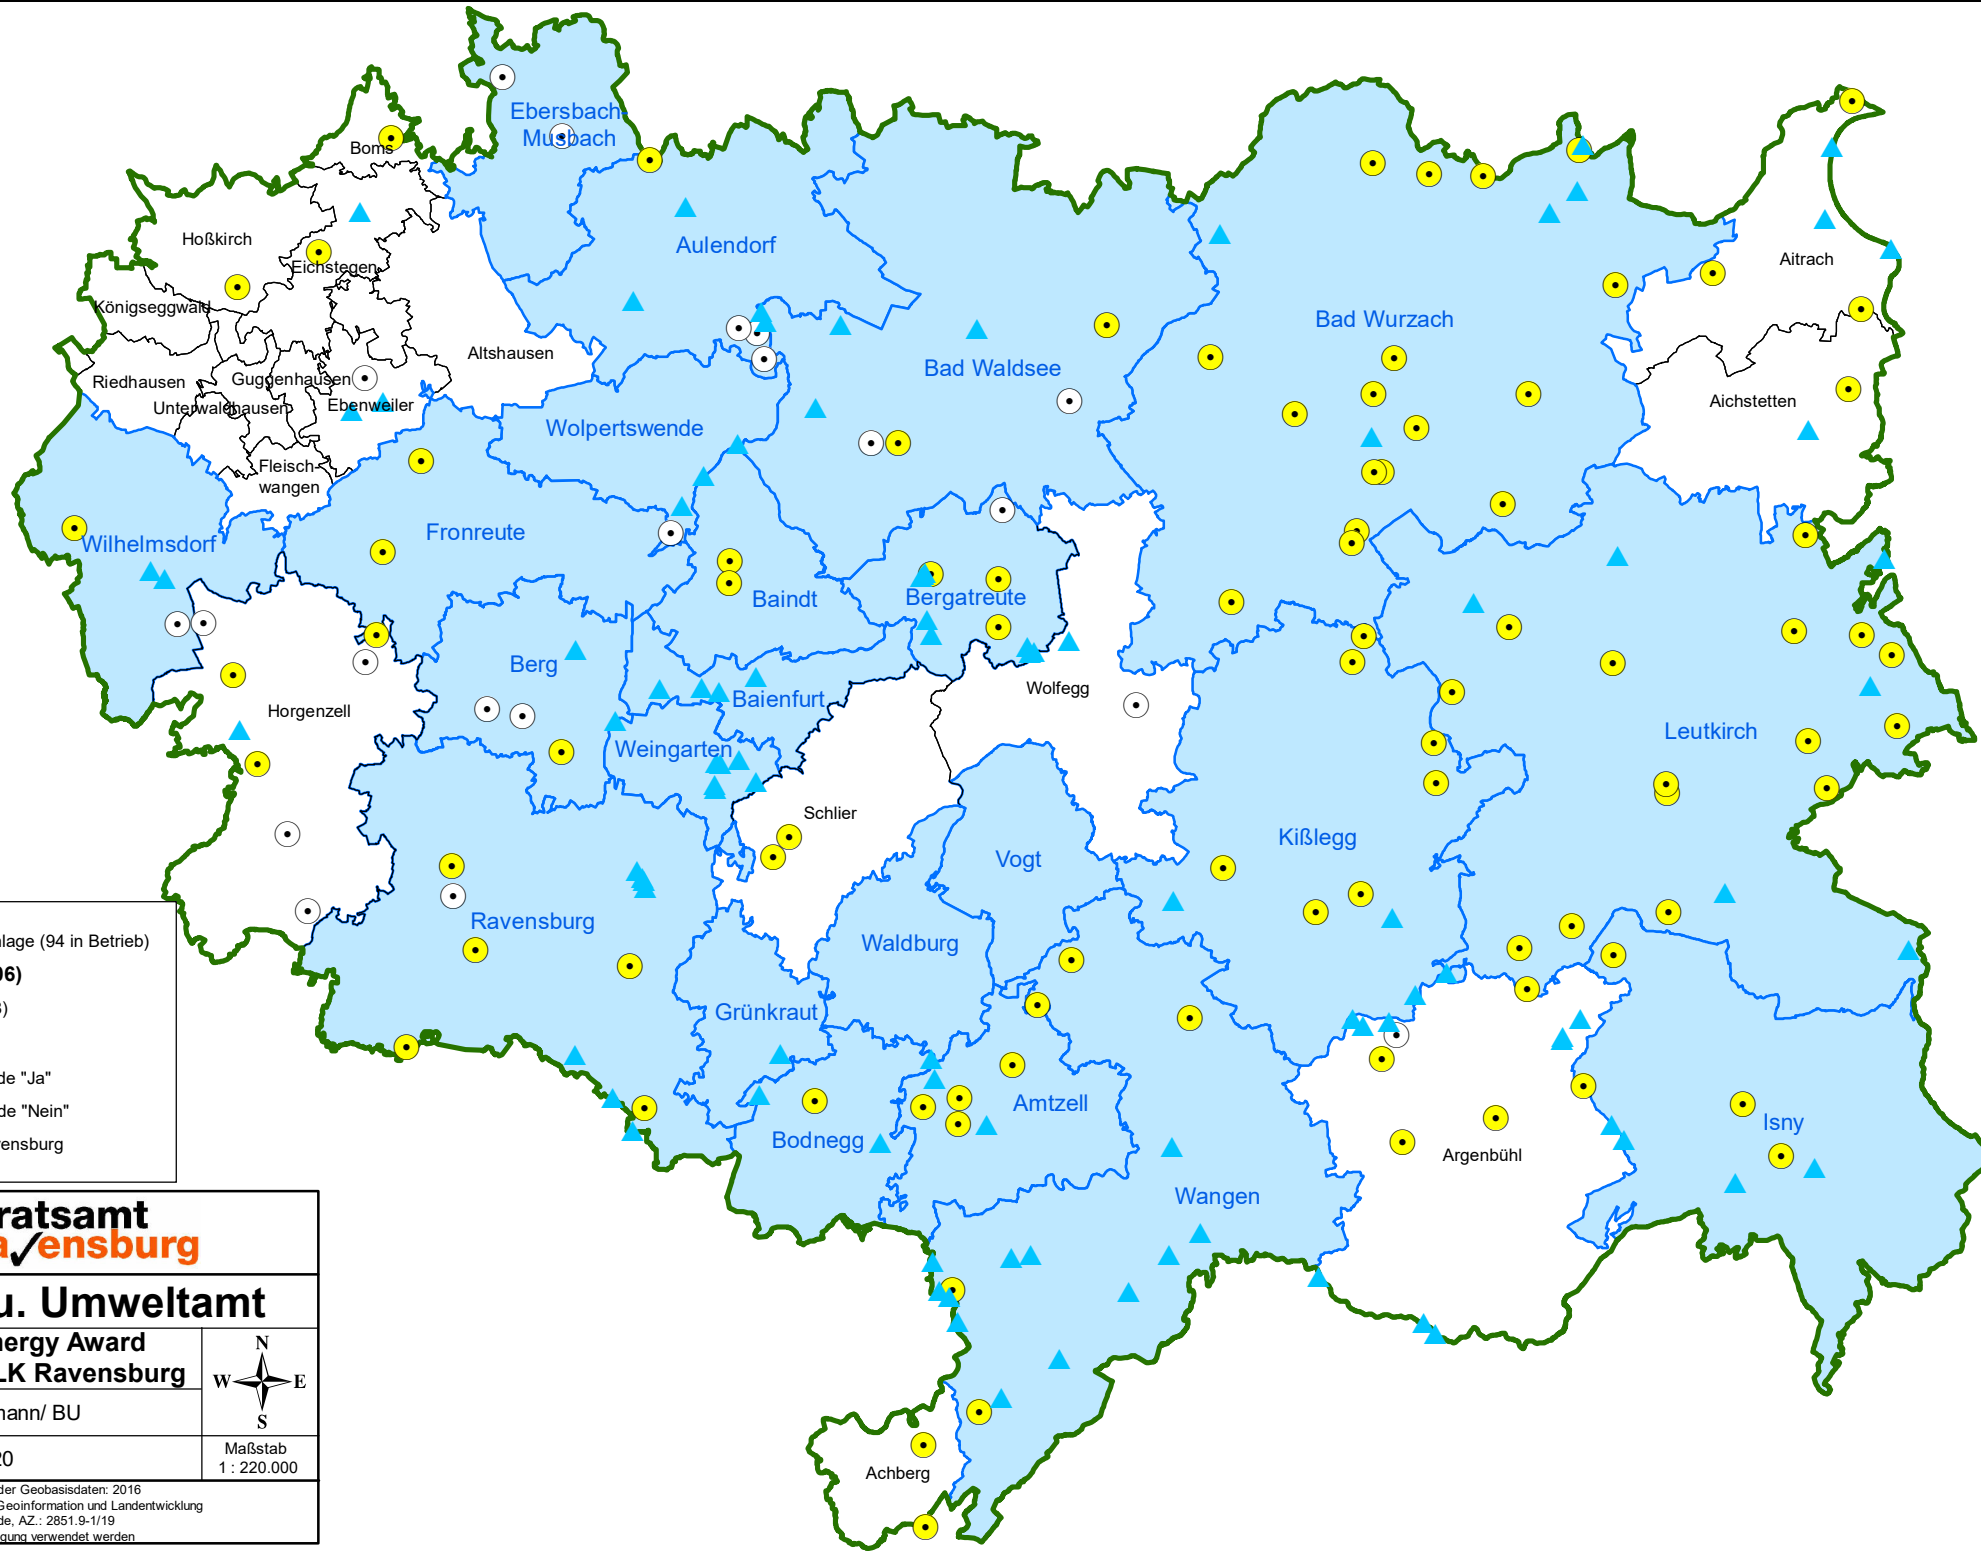 Ebersbach-
Musbach
Boms
Hoßkirch
Aulendorf
Eichstegen
Aitrach
Königseggwald
Bad Wurzach
Altshausen
Bad Waldsee
Riedhausen
Guggenhausen
Unterwaldhausen
Ebenweiler
Aichstetten
Wolpertswende
Fleisch-
wangen
Fronreute
Wilhelmsdorf
Baindt
Bergatreute
Berg
Wolfegg
Baienfurt
Horgenzell
Leutkirch
Weingarten
Schlier
Kißlegg
Vogt
Ravensburg
Waldburg
Grünkraut
Amtzell
Isny
Bodnegg
Argenbühl
Wangen
Achberg
lage (94 in Betrieb)
de "Ja"
de "Nein"
ensburg
ratsamt
ensburg
u. Umweltamt
ergy Award
LK Ravensburg
N
W E
S
mann/ BU
20
Maßstab
1 : 220.000
der Geobasisdaten: 2016
Geoinformation und Landentwicklung
de, AZ.: 2851.9-1/19
gung verwendet werden